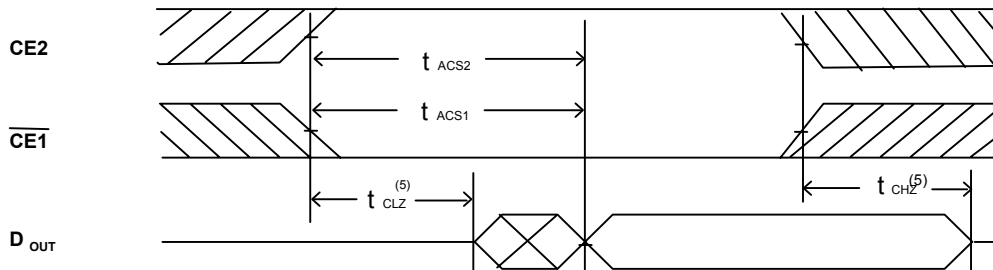 CE2
t ACS2
t ACS1
CE1
t CLZ (5)
t CHZ (5)
D OUT